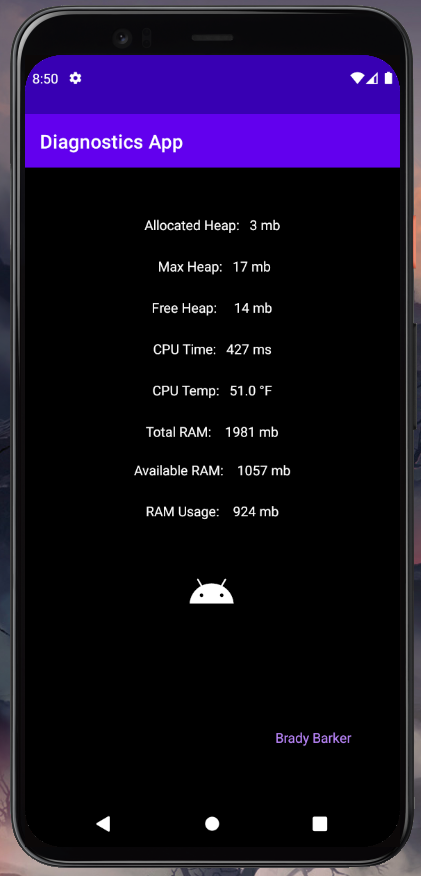 8:50
Diagnostics App
Allocated Heap: 3 mb
Max Heap: 17 mb
Free Heap: 14 mb
CPU Time: 427 ms
CPU Temp: 51.0 °F
Total RAM: 1981 mb
Available RAM: 1057 mb
RAM Usage: 924 mb
Brady Barker